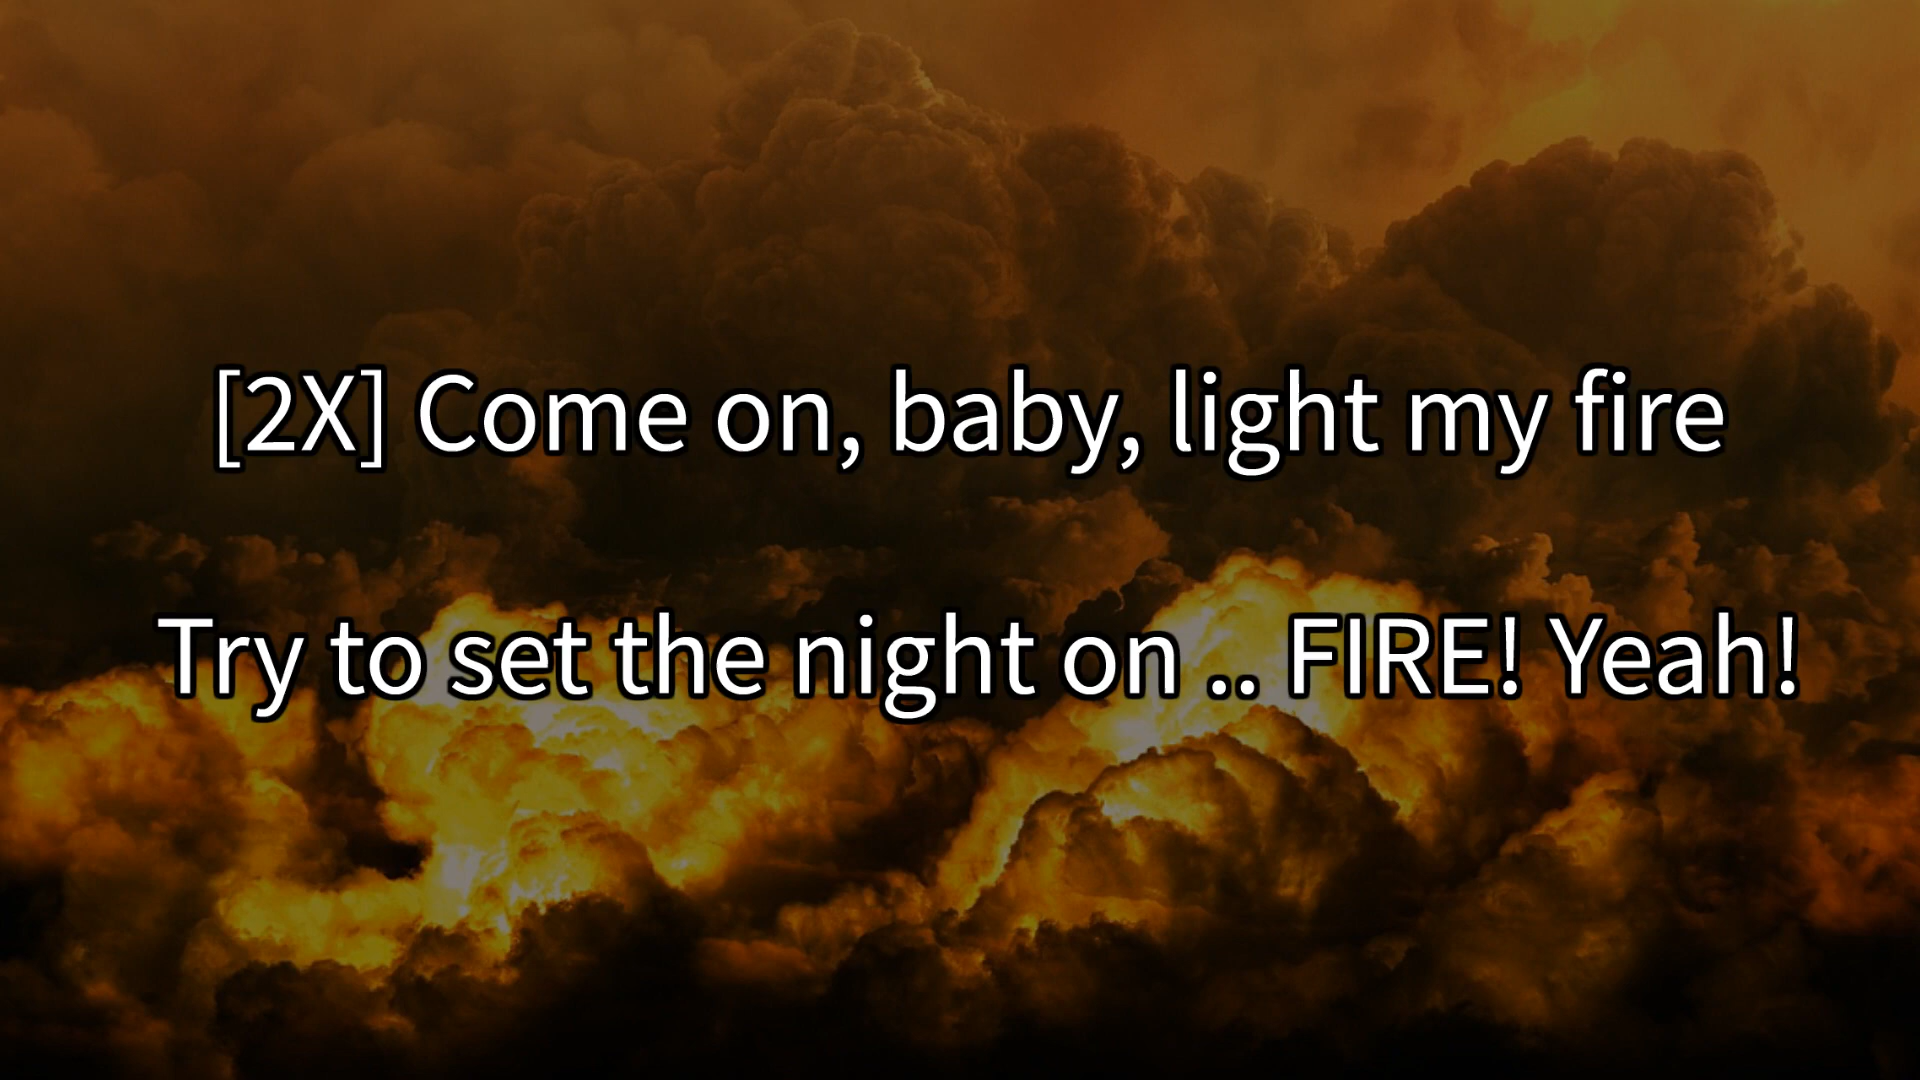 [2X] Come on, baby, light my fire
Try to set the night on .. FIRE! Yeah!